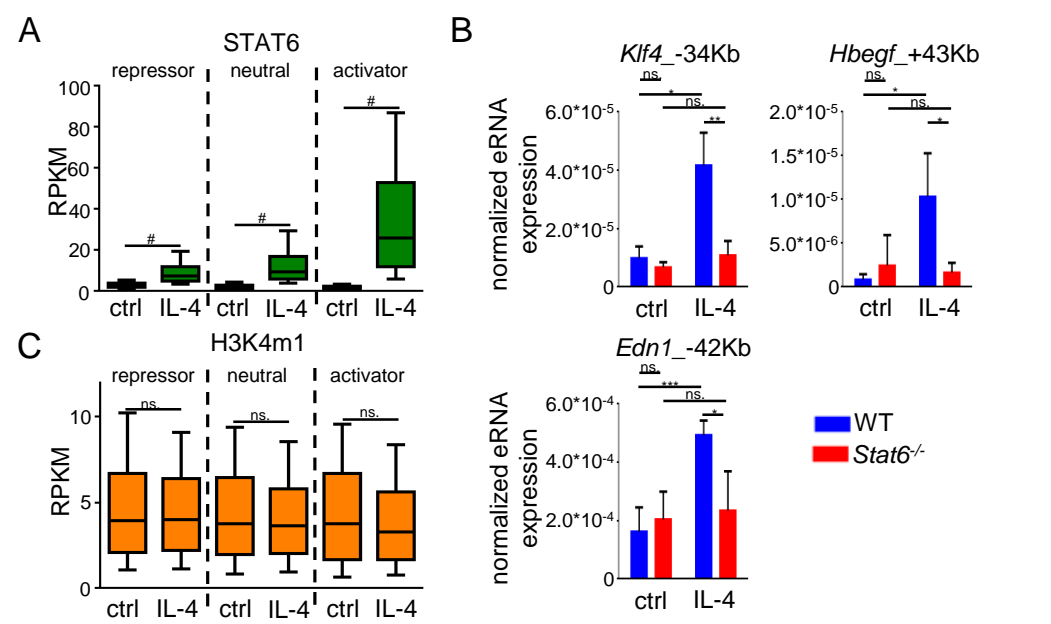 A
STAT6
repressor neutral activator
RPKM
100
80
60
40
20
0
# # #
ctrl IL-4 ctrl IL-4 ctrl IL-4
B
Klf4_-34Kb
ns.
*
ns.
**
normalized eRNA
expression
6.0*10-5
4.0*10-5
2.0*10-5
0
ctrl IL-4
Hbegf_+43Kb
ns.
*
ns.
*
2.0*10-5
1.5*10-5
1.0*10-5
5.0*10-6
0
ctrl IL-4
Edn1_-42Kb
ns.
***
ns.
*
normalized eRNA
expression
6.0*10-4
4.0*10-4
2.0*10-4
0
ctrl IL-4
WT
Stat6-/-
C
H3K4m1
repressor neutral activator
ns. ns. ns.
RPKM
10
5
0
ctrl IL-4 ctrl IL-4 ctrl IL-4